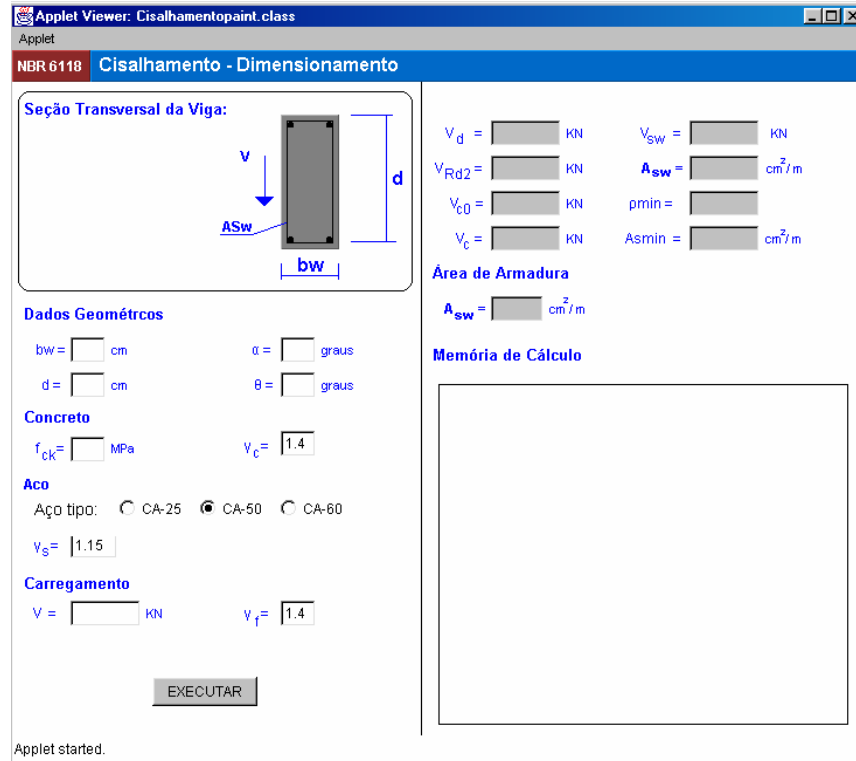 Applet Viewer: Cisalhamentopaint.class
Applet
NBR 6118 Cisalhamento - Dimensionamento
Seção Transversal da Viga:
V
d
ASw
bw
Dados Geométrcos
bw = cm α = graus
d = cm θ = graus
Concreto
fck= MPa γc= 1.4
Aco
Aço tipo: CA-25 CA-50 CA-60
γs= 1.15
Carregamento
V = KN γf= 1.4
EXECUTAR
Vd = KN Vsw = KN
VRd2 = KN Asw = cm²/m
Vc0 = KN ρmin =
Vc = KN Asmin = cm²/m
Área de Armadura
Asw = cm²/m
Memória de Cálculo
Applet started.